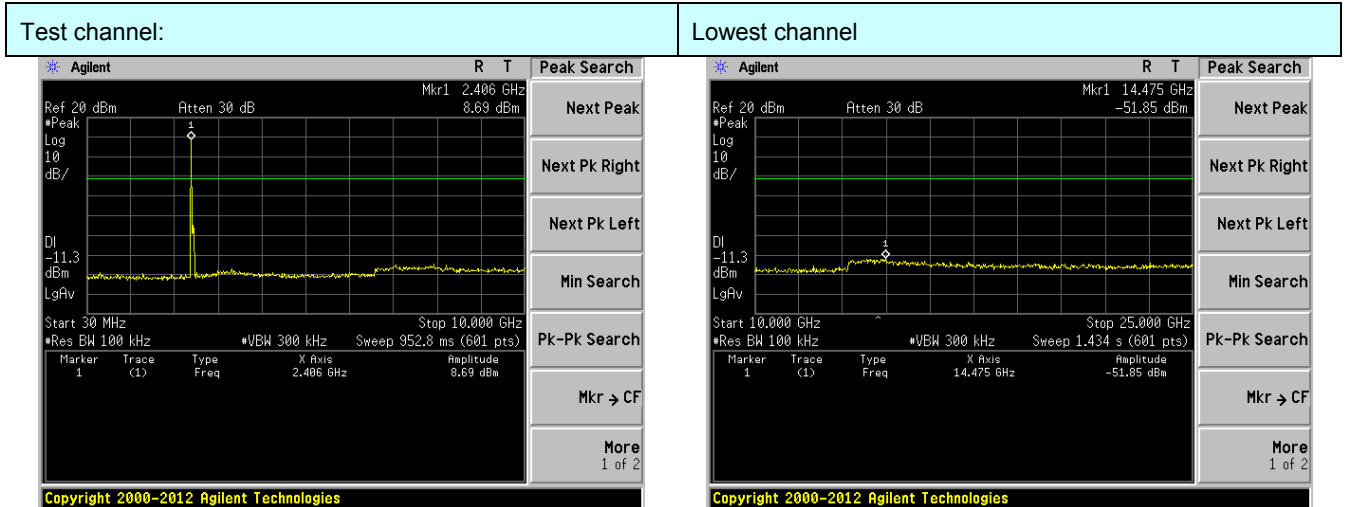 Test channel:
Lowest channel
Agilent R T Peak Search
Mkr1 2.406 GHz
Ref 20 dBm Atten 30 dB 8.69 dBm
#Peak
Log
10
dB/
1
DI
-11.3
dBm
LgAv
Start 30 MHz Stop 10.000 GHz
#Res BW 100 kHz #VBW 300 kHz Sweep 952.8 ms (601 pts)
Marker Trace Type X Axis Amplitude
1 (1) Freq 2.406 GHz 8.69 dBm
Next Peak
Next Pk Right
Next Pk Left
Min Search
Pk-Pk Search
Mkr → CF
More
1 of 2
Copyright 2000-2012 Agilent Technologies
Agilent R T Peak Search
Mkr1 14.475 GHz
Ref 20 dBm Atten 30 dB -51.85 dBm
#Peak
Log
10
dB/
1
DI
-11.3
dBm
LgAv
Start 10.000 GHz ^ Stop 25.000 GHz
#Res BW 100 kHz #VBW 300 kHz Sweep 1.434 s (601 pts)
Marker Trace Type X Axis Amplitude
1 (1) Freq 14.475 GHz -51.85 dBm
Next Peak
Next Pk Right
Next Pk Left
Min Search
Pk-Pk Search
Mkr → CF
More
1 of 2
Copyright 2000-2012 Agilent Technologies